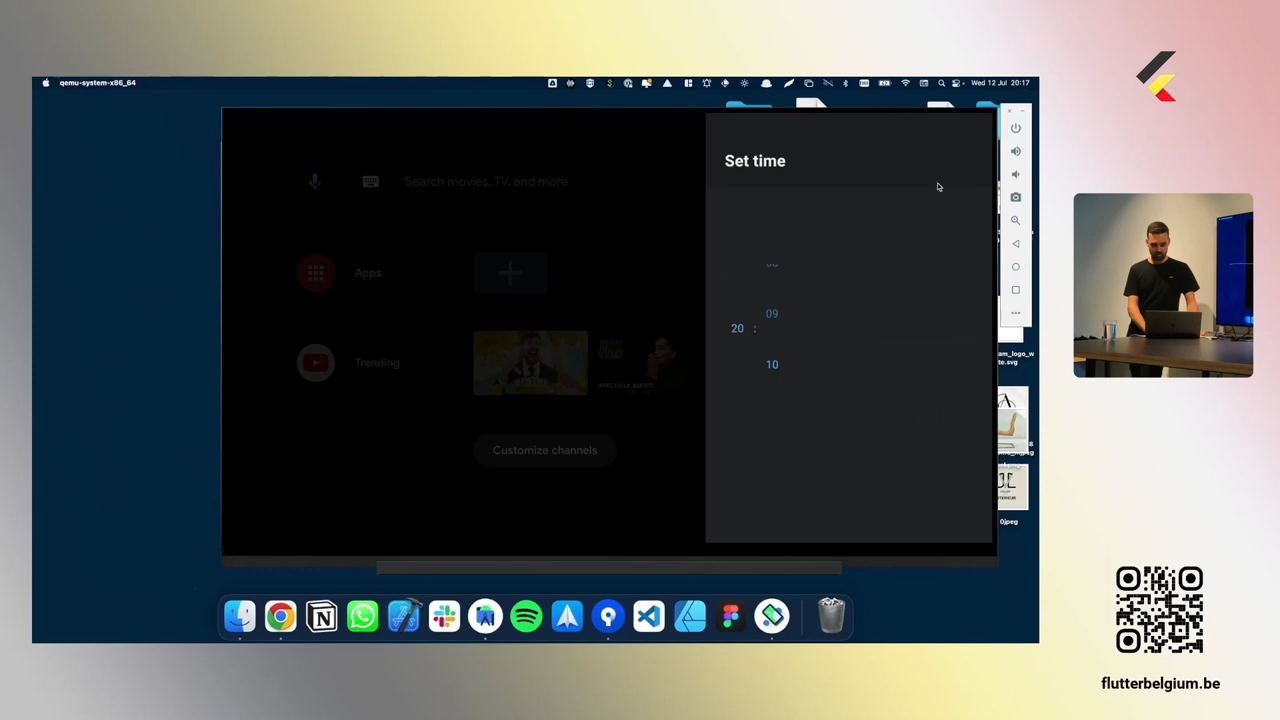 qemu-system-x86_64
Wed 12 Jul 20:17
Set time
Search movies, TV, and more
Apps
09
20 :
10
Trending
Customize channels
0jpeg
flutterbelgium.be